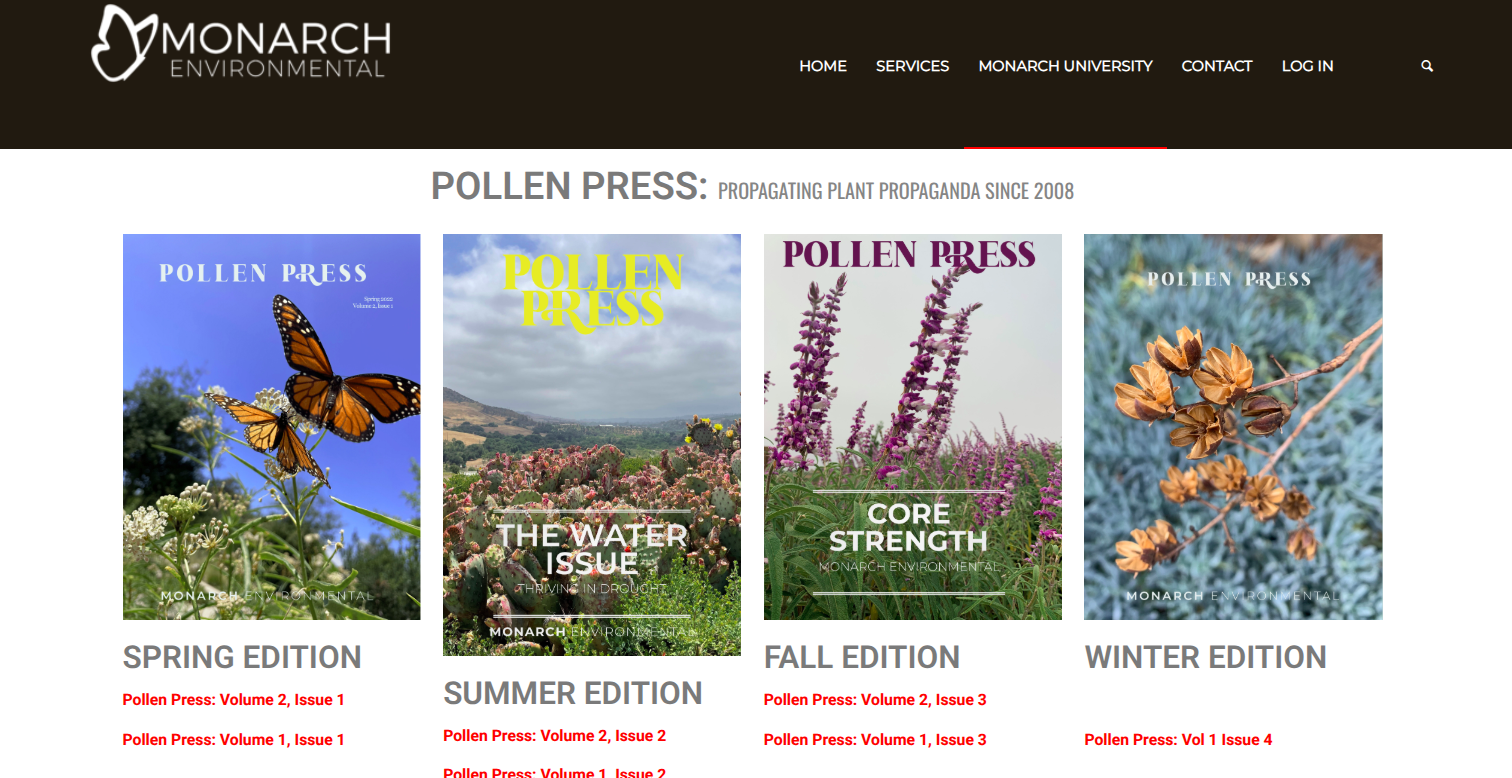 MONARCH
ENVIRONMENTAL
HOME SERVICES MONARCH UNIVERSITY CONTACT LOG IN
POLLEN PRESS: PROPAGATING PLANT PROPAGANDA SINCE 2008
POLLEN PRESS
Spring 2022
Volume 2, Issue 1
MONARCH ENVIRONMENTAL
POLLEN
PRESS
THE WATER
ISSUE
THRIVING IN DROUGHT
MONARCH ENVIRONMENTAL
POLLEN PRESS
CORE
STRENGTH
MONARCH ENVIRONMENTAL
POLLEN PRESS
MONARCH ENVIRONMENTAL
SPRING EDITION
Pollen Press: Volume 2, Issue 1
Pollen Press: Volume 1, Issue 1
SUMMER EDITION
Pollen Press: Volume 2, Issue 2
Pollen Press: Volume 1, Issue 2
FALL EDITION
Pollen Press: Volume 2, Issue 3
Pollen Press: Volume 1, Issue 3
WINTER EDITION
Pollen Press: Vol 1 Issue 4